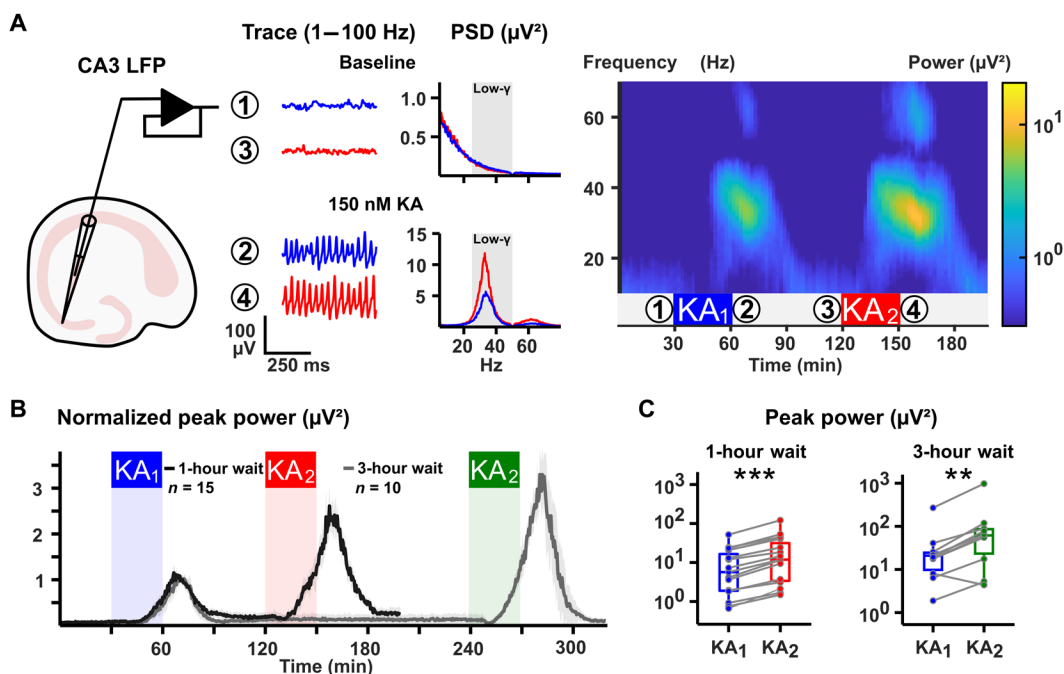 A
Trace (1–100 Hz)
PSD (µV²)
CA3 LFP
Baseline
Frequency (Hz)
Power (µV²)
1
3
Low-γ
1.0
0.5
150 nM KA
2
4
Low-γ
15
10
5
100
µV
250 ms
20 60
Hz
60
40
20
10¹
10⁰
1 KA₁ 2 3 KA₂ 4
30 60 90 120 150 180
Time (min)
B
Normalized peak power (µV²)
KA₁
1-hour wait
n = 15
KA₂
3-hour wait
n = 10
KA₂
3
2
1
60 120 180 240 300
Time (min)
C
Peak power (µV²)
1-hour wait
***
10³
10²
10¹
10⁰
KA₁ KA₂
3-hour wait
**
10³
10²
10¹
10⁰
KA₁ KA₂